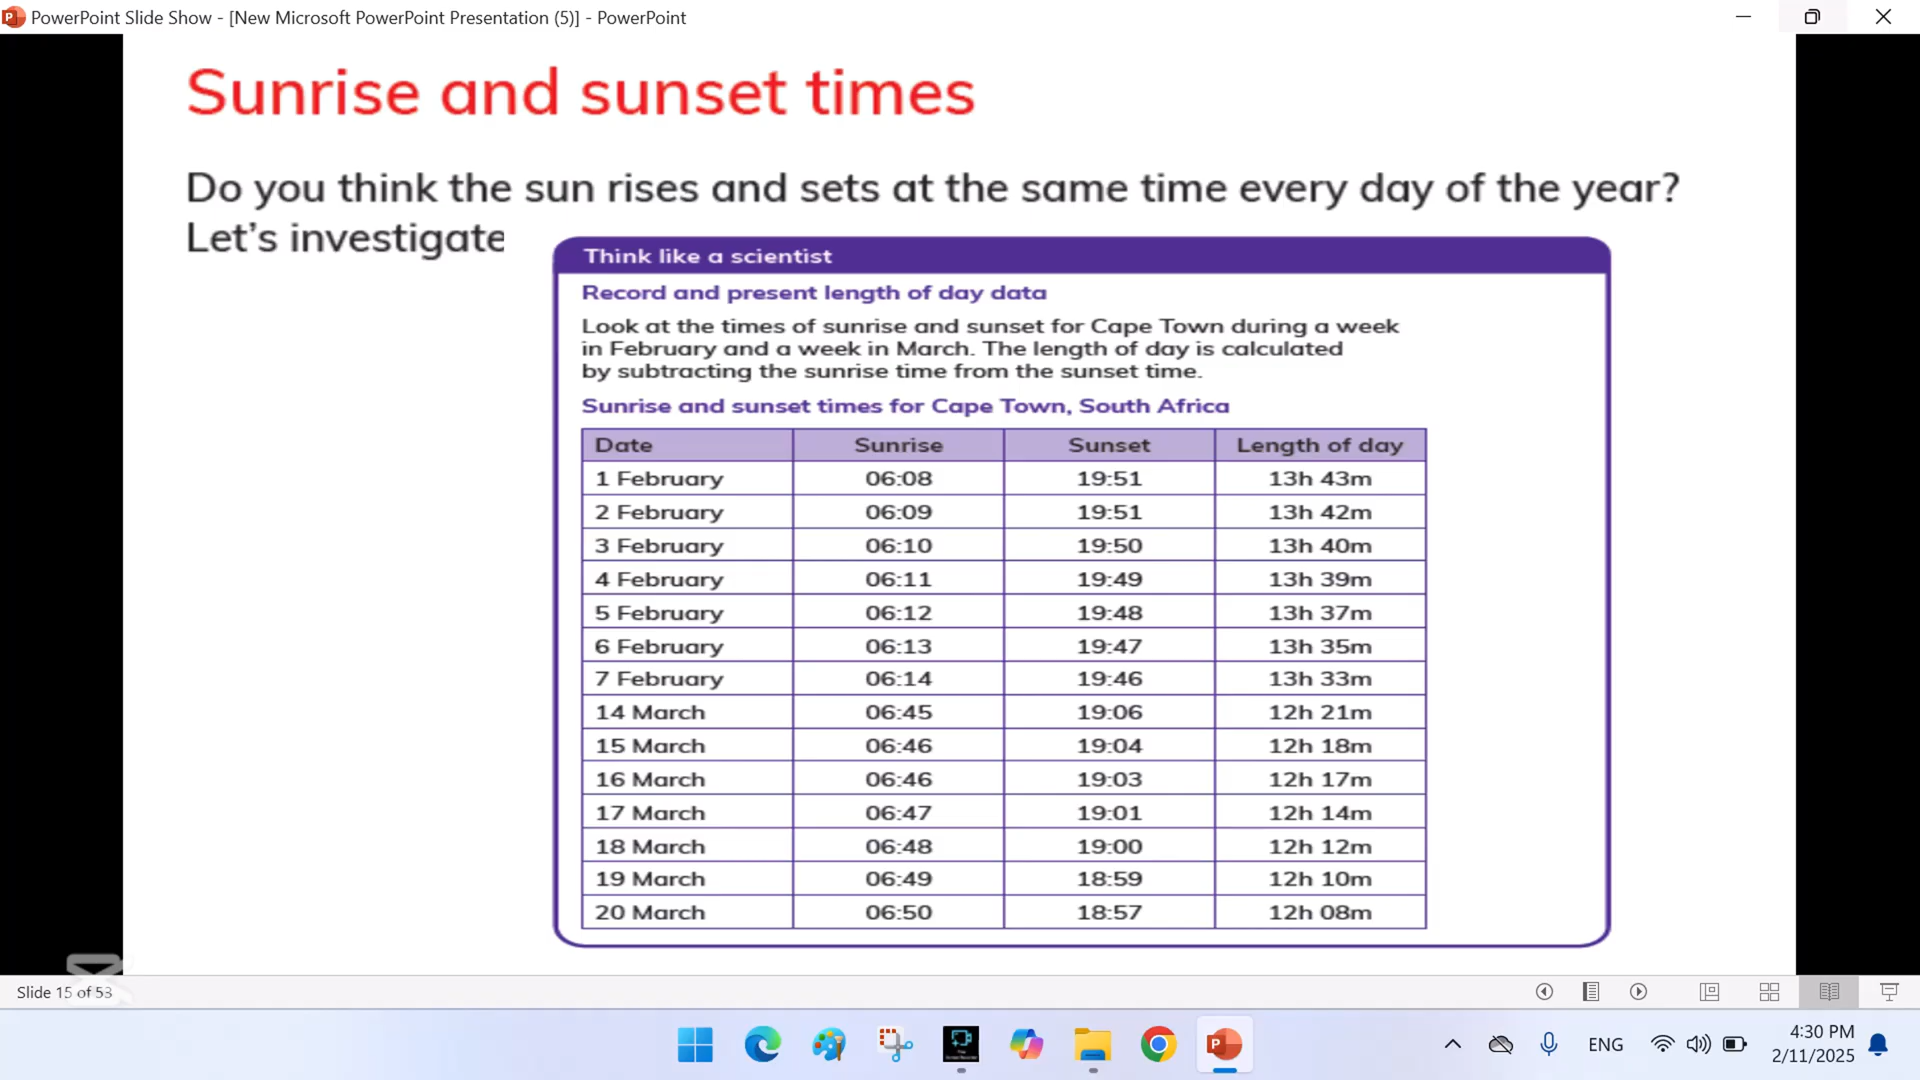 PowerPoint Slide Show - [New Microsoft PowerPoint Presentation (5)] - PowerPoint
Sunrise and sunset times
Do you think the sun rises and sets at the same time every day of the year?
Let's investigate
Think like a scientist
Record and present length of day data
Look at the times of sunrise and sunset for Cape Town during a week
in February and a week in March. The length of day is calculated
by subtracting the sunrise time from the sunset time.
Sunrise and sunset times for Cape Town, South Africa
Date Sunrise Sunset Length of day
1 February 06:08 19:51 13h 43m
2 February 06:09 19:51 13h 42m
3 February 06:10 19:50 13h 40m
4 February 06:11 19:49 13h 39m
5 February 06:12 19:48 13h 37m
6 February 06:13 19:47 13h 35m
7 February 06:14 19:46 13h 33m
14 March 06:45 19:06 12h 21m
15 March 06:46 19:04 12h 18m
16 March 06:46 19:03 12h 17m
17 March 06:47 19:01 12h 14m
18 March 06:48 19:00 12h 12m
19 March 06:49 18:59 12h 10m
20 March 06:50 18:57 12h 08m
Slide 15 of 53
ENG
4:30 PM
2/11/2025